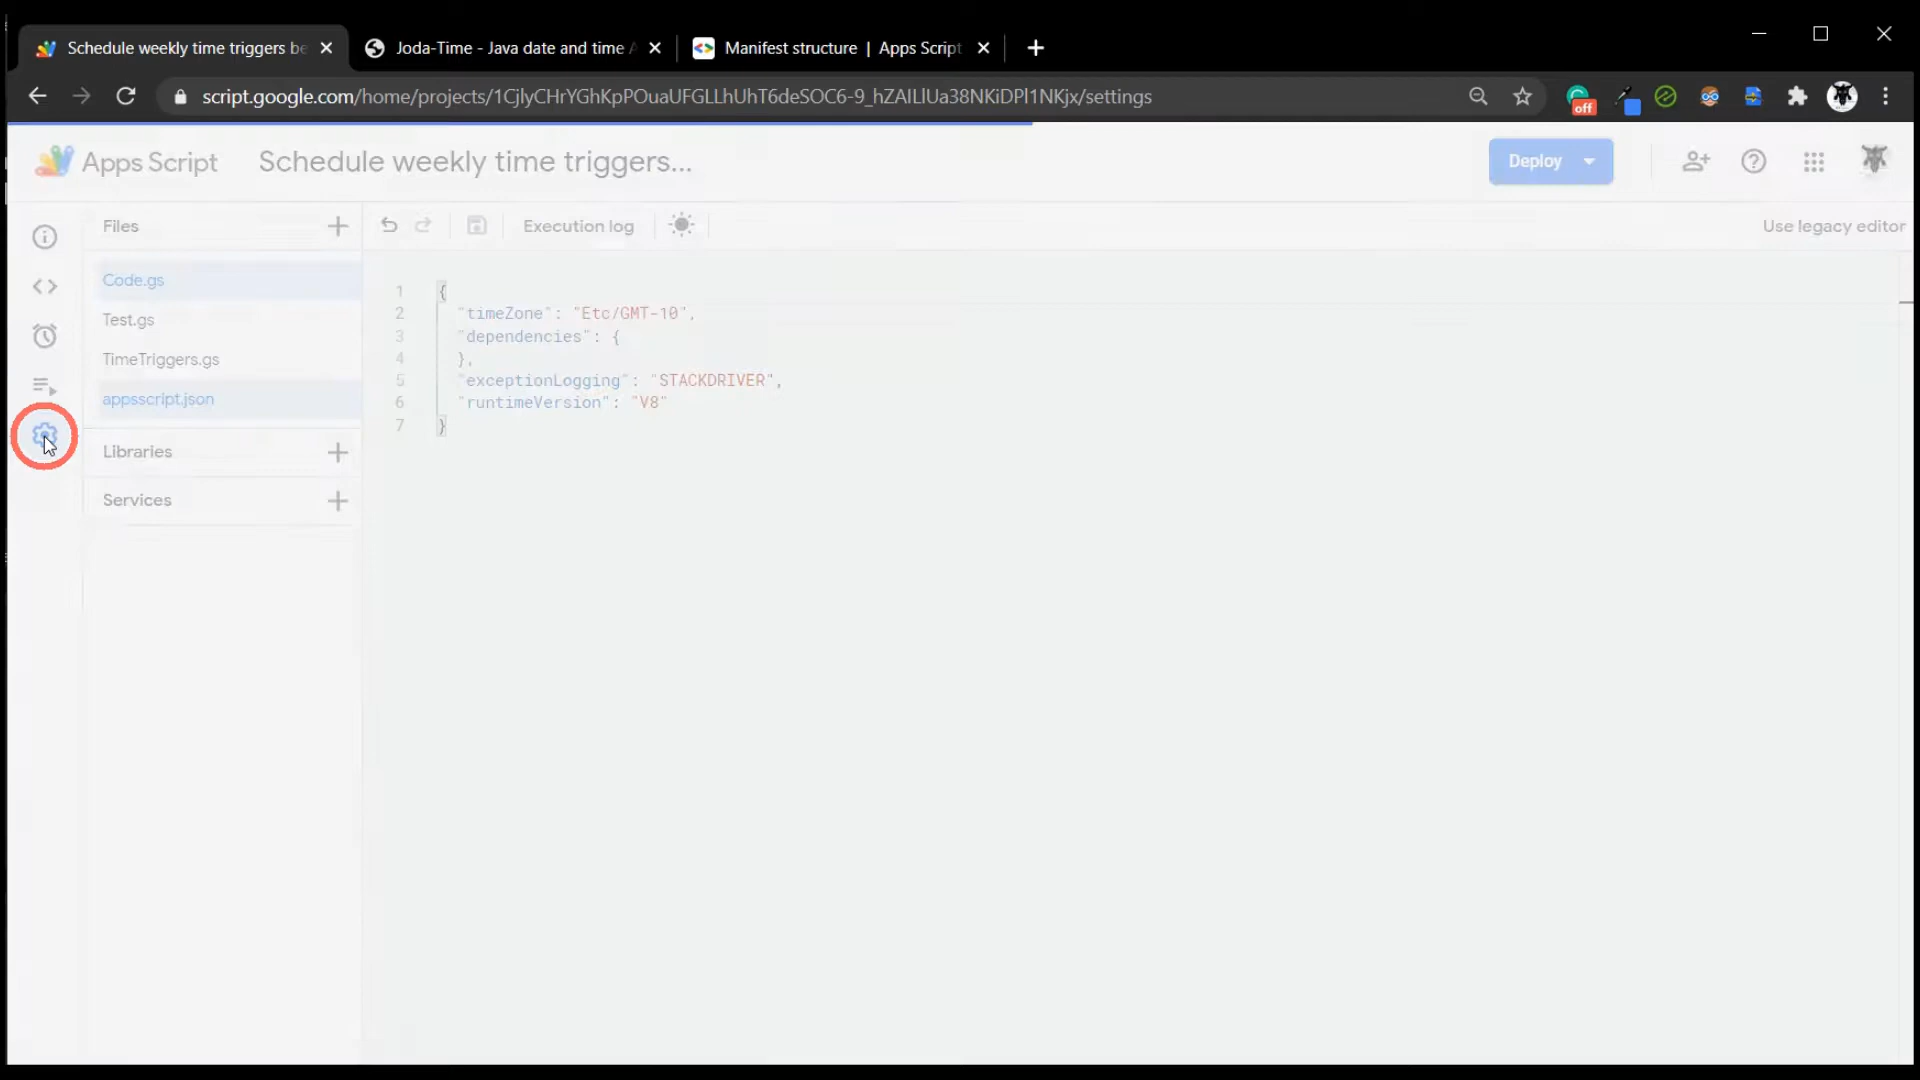 Schedule weekly time triggers be
Joda-Time - Java date and time A
Manifest structure | Apps Script
script.google.com/home/projects/1CjlyCHrYGhKpPOuaUFGLLhUhT6deSOC6-9_hZAILlUa38NKiDPl1NKjx/settings
off
Apps Script
Schedule weekly time triggers...
Deploy
Files
Execution log
Use legacy editor
Code.gs
Test.gs
TimeTriggers.gs
appsscript.json
Libraries
Services
1 {
2 "timeZone": "Etc/GMT-10",
3 "dependencies": {
4 },
5 "exceptionLogging": "STACKDRIVER",
6 "runtimeVersion": "V8"
7 }